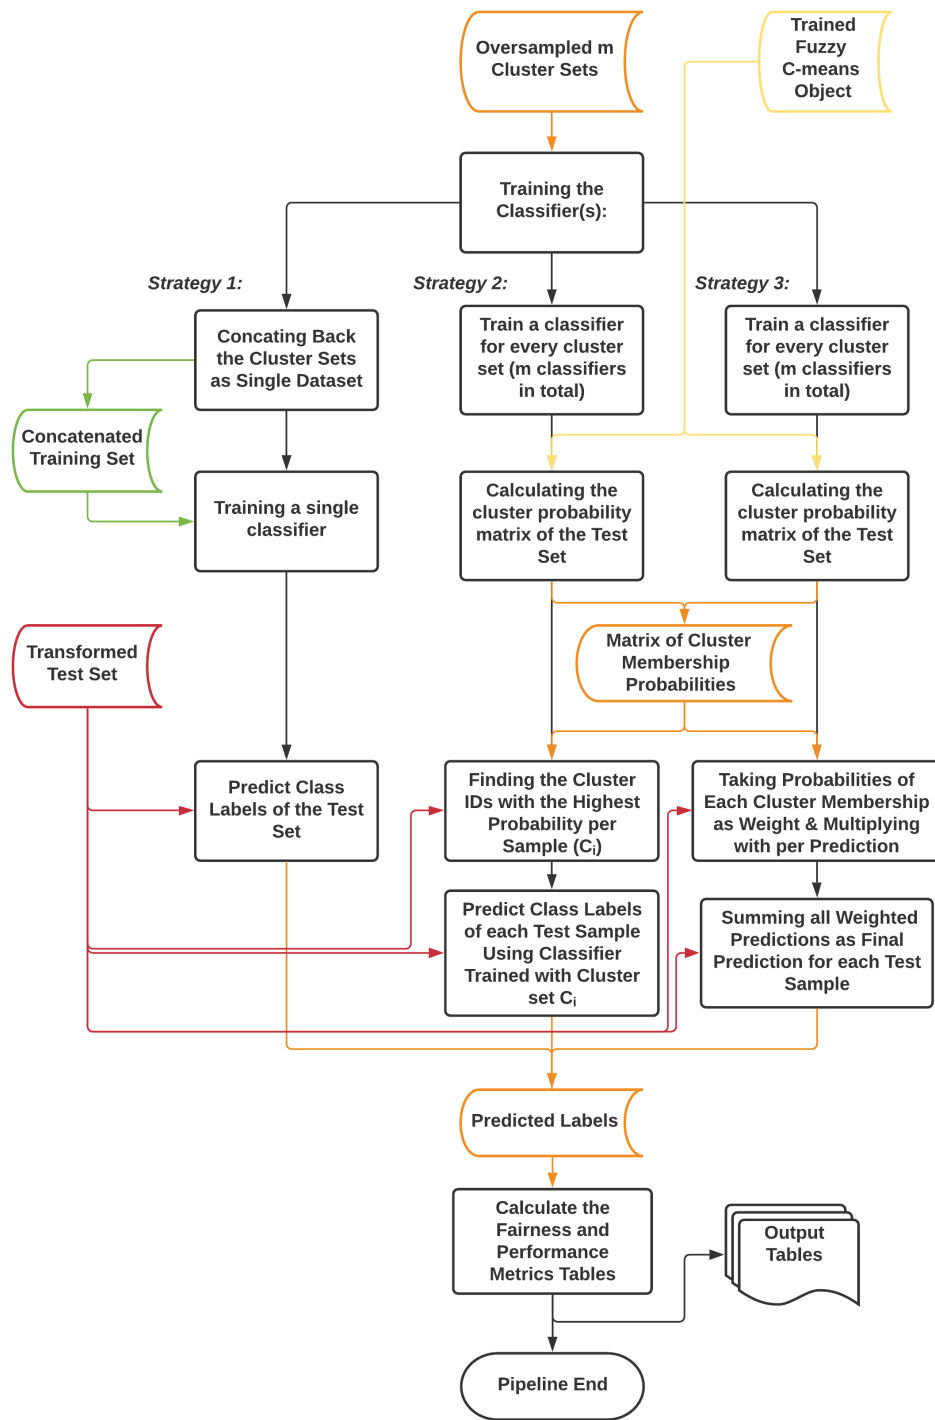 Oversampled m
Cluster Sets
Trained
Fuzzy
C-means
Object
Training the
Classifier(s):
Strategy 1:
Strategy 2:
Strategy 3:
Concating Back
the Cluster Sets
as Single Dataset
Train a classifier
for every cluster
set (m classifiers
in total)
Train a classifier
for every cluster
set (m classifiers
in total)
Concatenated
Training Set
Training a single
classifier
Calculating the
cluster probability
matrix of the Test
Set
Calculating the
cluster probability
matrix of the Test
Set
Transformed
Test Set
Matrix of Cluster
Membership
Probabilities
Predict Class
Labels of the Test
Set
Finding the Cluster
IDs with the Highest
Probability per
Sample (Cᵢ)
Taking Probabilities of
Each Cluster Membership
as Weight & Multiplying
with per Prediction
Predict Class Labels
of each Test Sample
Using Classifier
Trained with Cluster
set Cᵢ
Summing all Weighted
Predictions as Final
Prediction for each Test
Sample
Predicted Labels
Calculate the
Fairness and
Performance
Metrics Tables
Output
Tables
Pipeline End